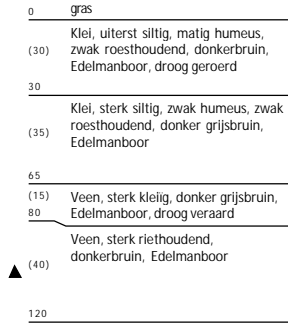 0 gras
Klei, uiterst siltig, matig humeus,
(30) zwak roesthoudend, donkerbruin,
Edelmanboor, droog geroerd
30
Klei, sterk siltig, zwak humeus, zwak
(35) roesthoudend, donker grijsbruin,
Edelmanboor
65
(15) Veen, sterk kleiïg, donker grijsbruin,
80 Edelmanboor, droog veraard
Veen, sterk riethoudend,
donkerbruin, Edelmanboor
(40)
120